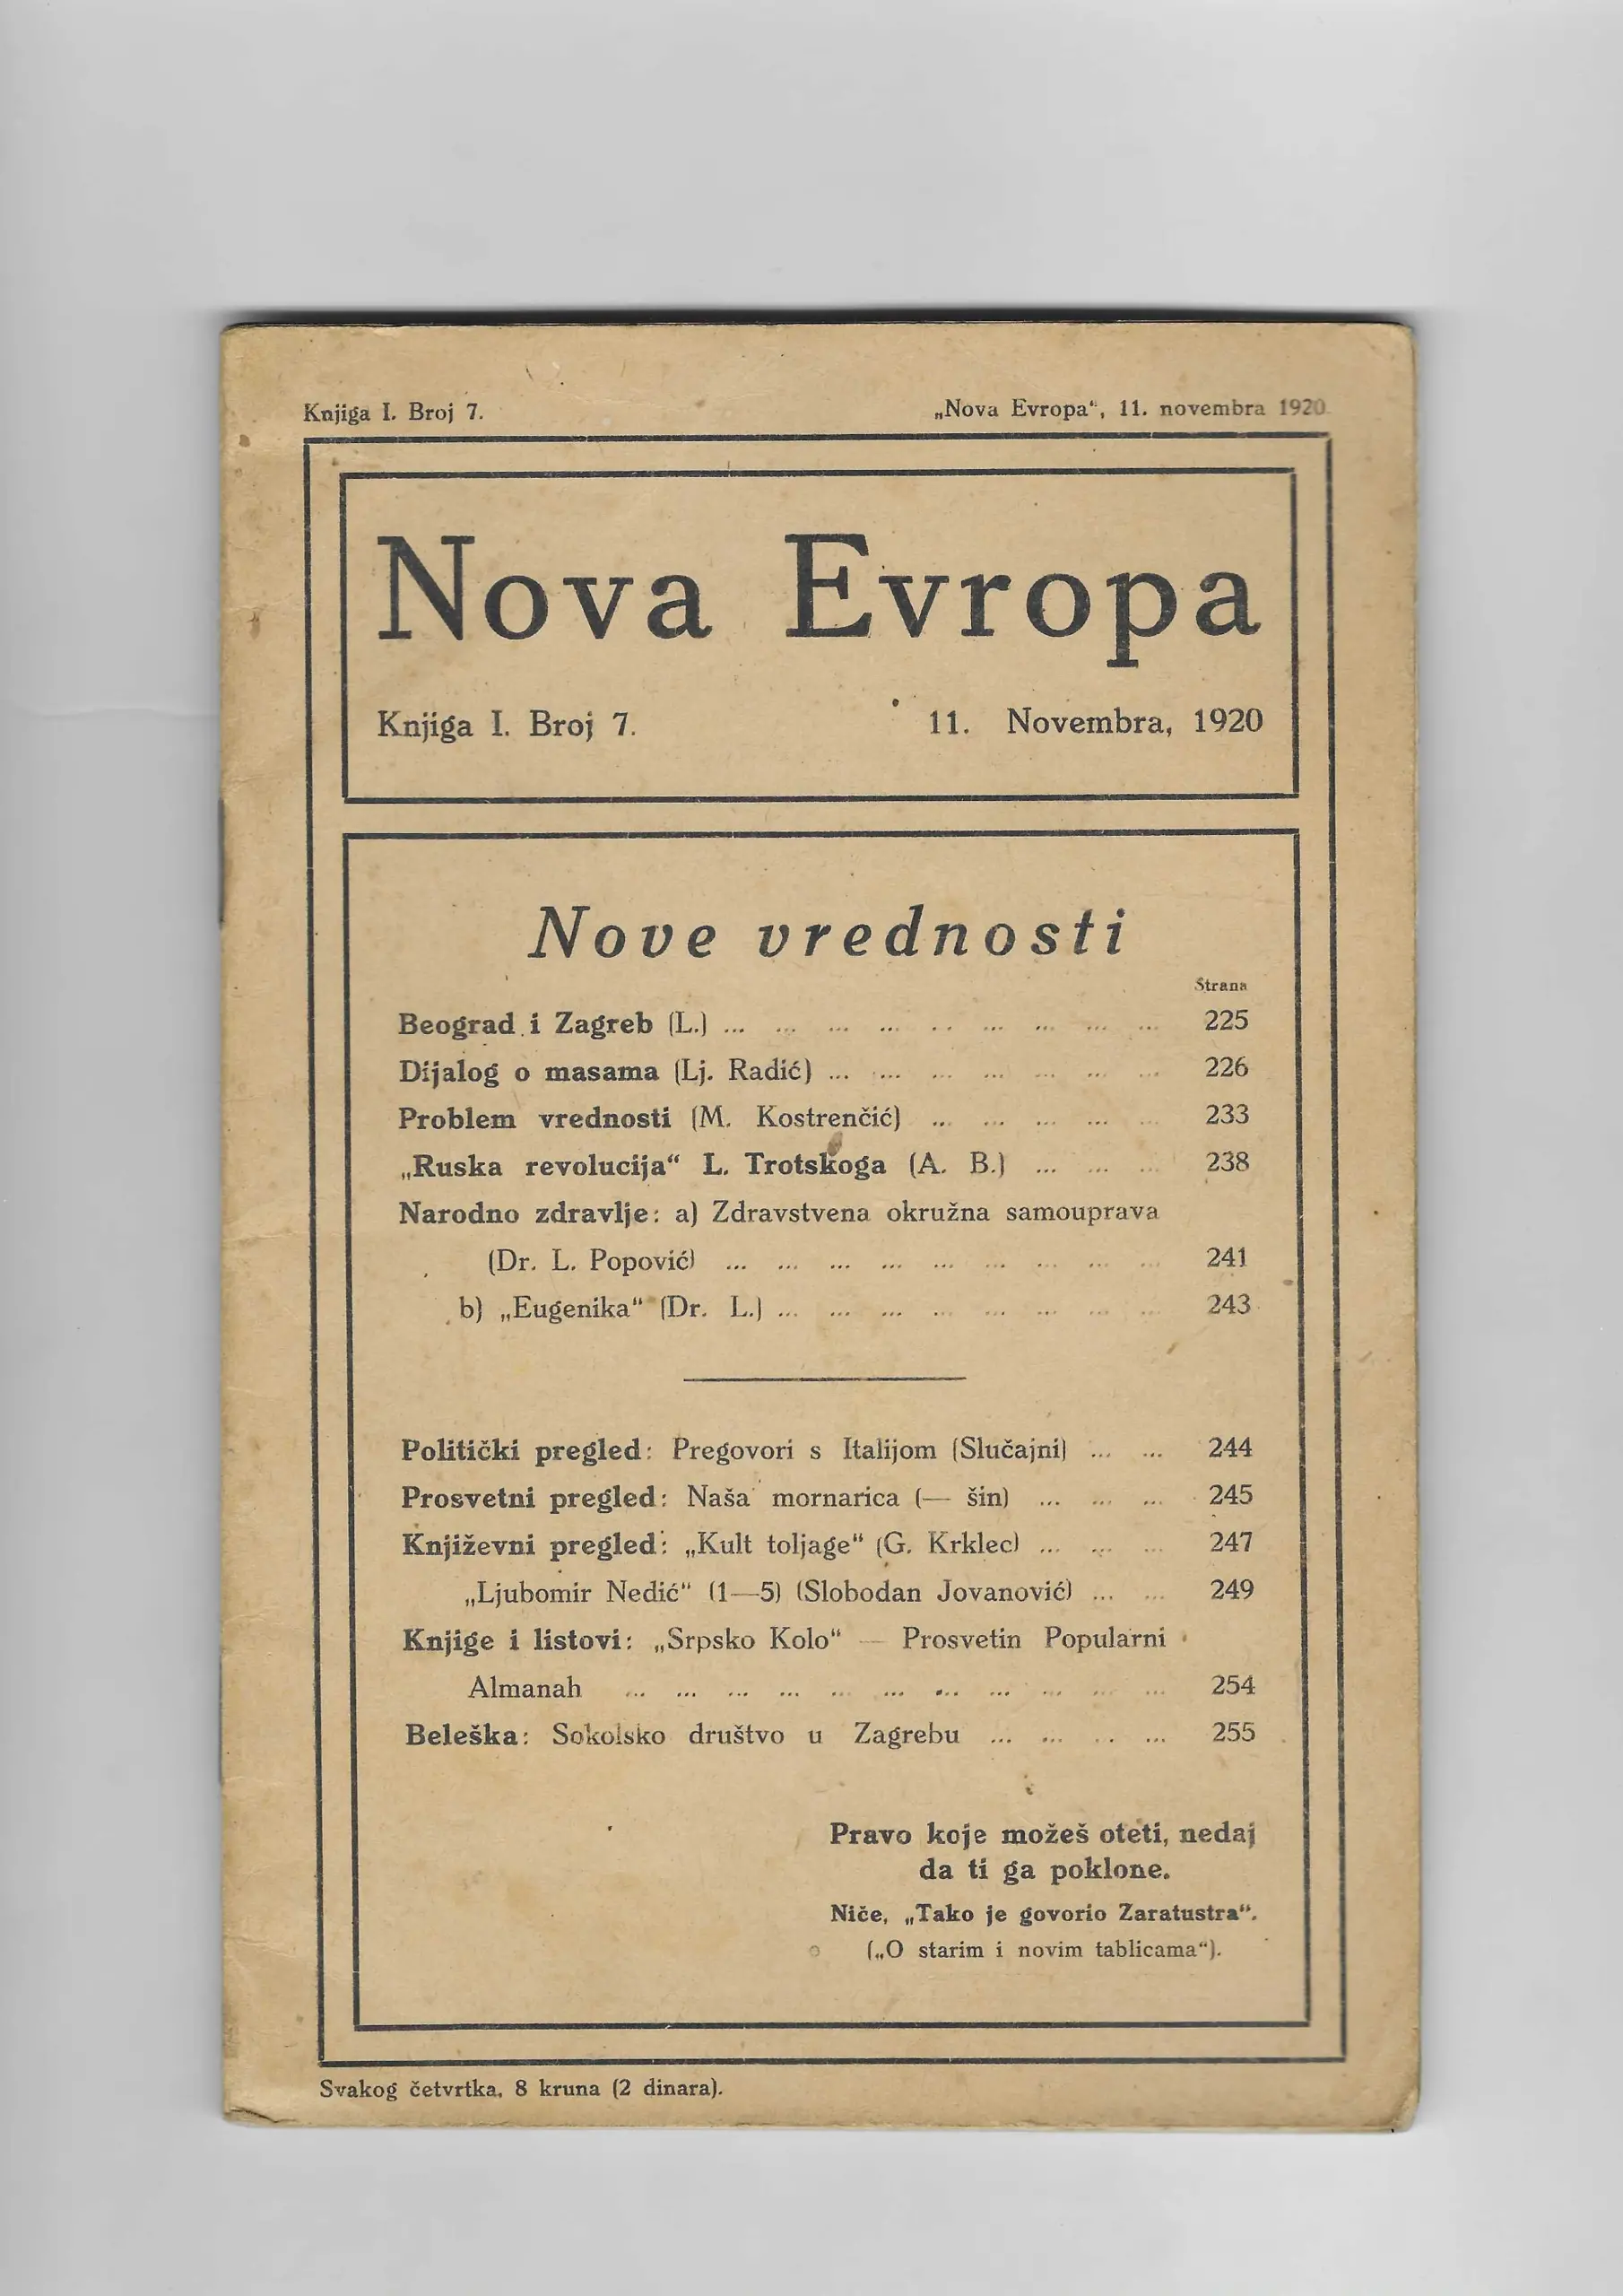 Knjiga I. Broj 7. „Nova Evropa“, 11. novembra 1920.
Nova Evropa
Knjiga I. Broj 7. 11. Novembra, 1920
Nove vrednosti
Strana
Beograd i Zagreb (L.) ... ... ... ... ... ... ... ... ... 225
Dijalog o masama (Lj. Radić) ... ... ... ... ... ... ... 226
Problem vrednosti (M. Kostrenčić) ... ... ... ... ... 233
„Ruska revolucija“ L. Trotskoga (A. B.) ... ... ... 238
Narodno zdravlje: a) Zdravstvena okružna samouprava
(Dr. L. Popović) ... ... ... ... ... ... ... ... ... 241
b) „Eugenika“ (Dr. L.) ... ... ... ... ... ... ... ... 243
Politički pregled: Pregovori s Italijom (Slučajni) ... ... 244
Prosvetni pregled: Naša mornarica (— šin) ... ... ... 245
Književni pregled: „Kult toljage“ (G. Krklec) ... ... ... 247
„Ljubomir Nedić“ (1—5) (Slobodan Jovanović) ... ... 249
Knjige i listovi: „Srpsko Kolo“ — Prosvetin Popularni
Almanah ... ... ... ... ... ... ... ... ... ... ... 254
Beleška: Sokolsko društvo u Zagrebu ... ... ... ... 255
Pravo koje možeš oteti, nedaj
da ti ga poklone.
Niče, „Tako je govorio Zaratustra“.
(„O starim i novim tablicama“).
Svakog četvrtka, 8 kruna (2 dinara).